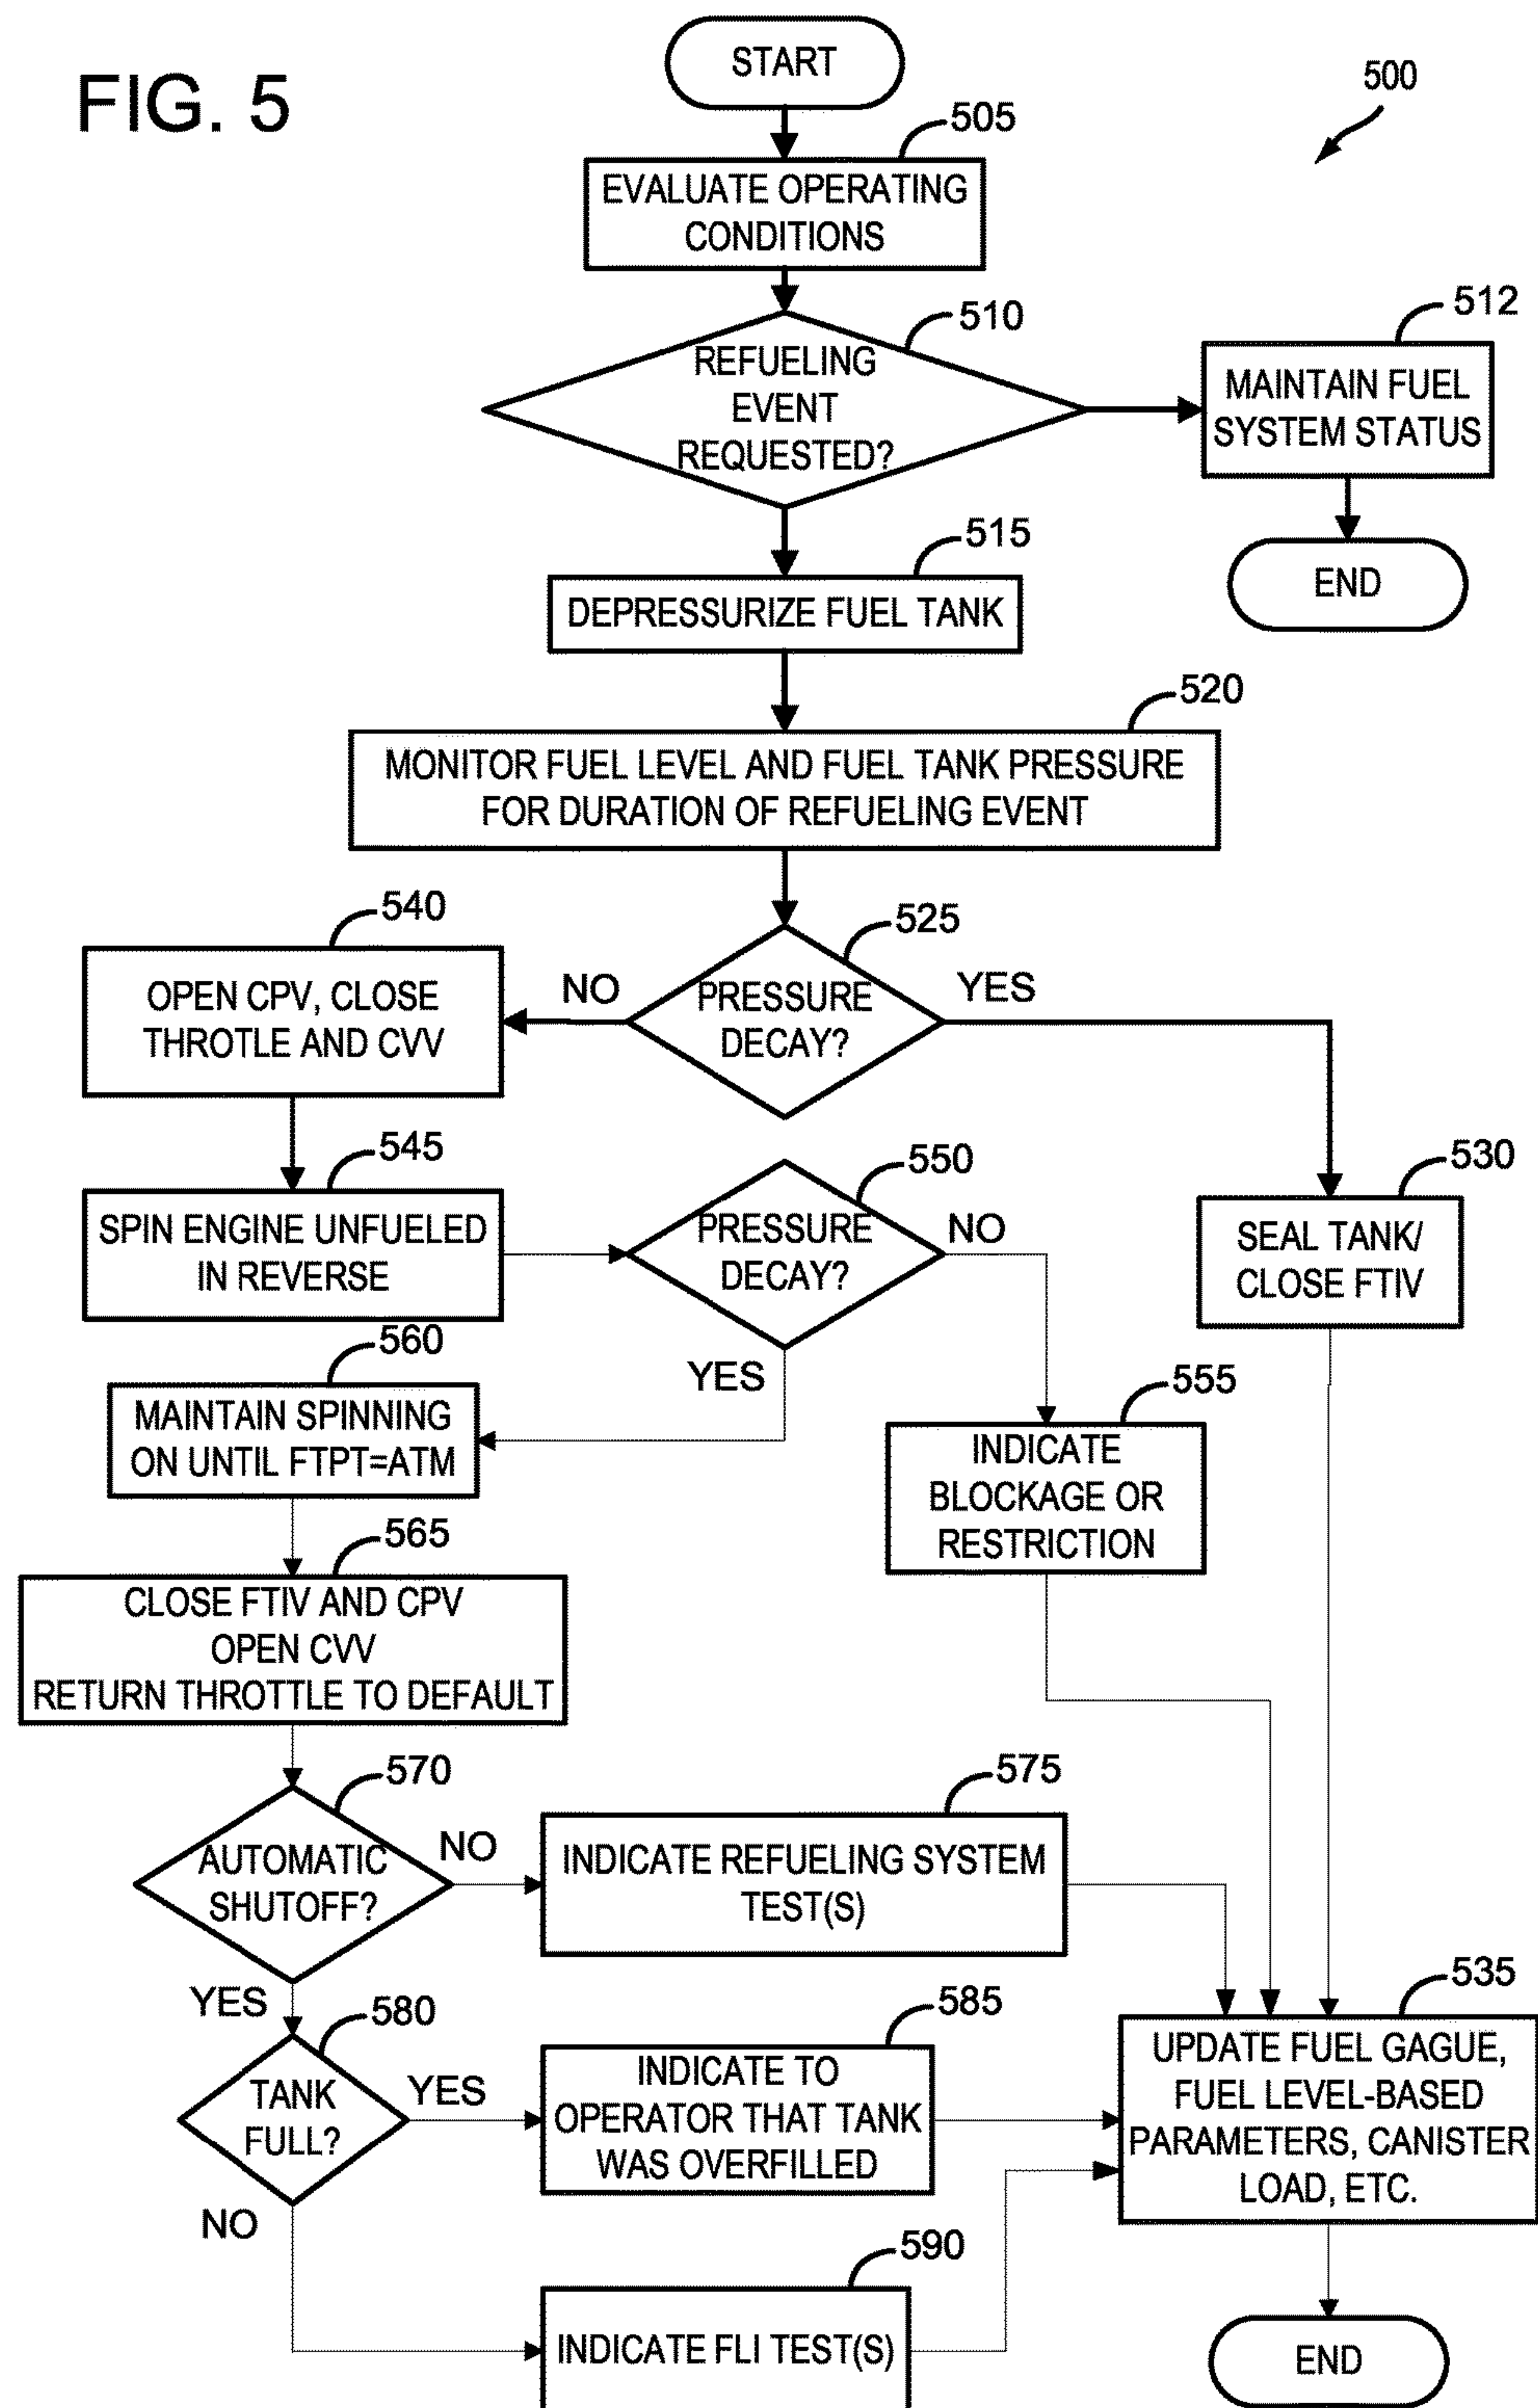 FIG. 5
START
500
505
EVALUATE OPERATING
CONDITIONS
510
REFUELING
EVENT
REQUESTED?
512
MAINTAIN FUEL
SYSTEM STATUS
END
515
DEPRESSURIZE FUEL TANK
520
MONITOR FUEL LEVEL AND FUEL TANK PRESSURE
FOR DURATION OF REFUELING EVENT
525
PRESSURE
DECAY?
NO
YES
540
OPEN CPV, CLOSE
THROTLE AND CVV
545
SPIN ENGINE UNFUELED
IN REVERSE
550
PRESSURE
DECAY?
NO
YES
530
SEAL TANK/
CLOSE FTIV
560
MAINTAIN SPINNING
ON UNTIL FTPT=ATM
555
INDICATE
BLOCKAGE OR
RESTRICTION
565
CLOSE FTIV AND CPV
OPEN CVV
RETURN THROTTLE TO DEFAULT
570
AUTOMATIC
SHUTOFF?
NO
YES
575
INDICATE REFUELING SYSTEM
TEST(S)
580
TANK
FULL?
YES
NO
585
INDICATE TO
OPERATOR THAT TANK
WAS OVERFILLED
535
UPDATE FUEL GAGUE,
FUEL LEVEL-BASED
PARAMETERS, CANISTER
LOAD, ETC.
590
INDICATE FLI TEST(S)
END